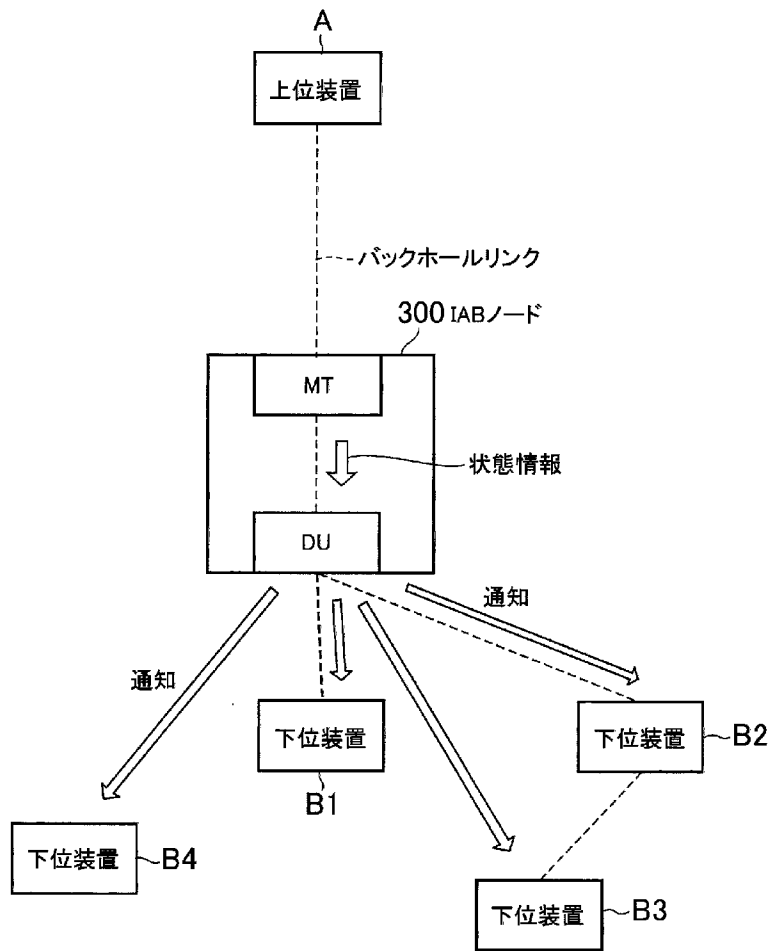 A
上位装置
バックホールリンク
300 IABノード
MT
状態情報
DU
通知
通知
下位装置
B1
下位装置 B2
下位装置 B4
下位装置 B3